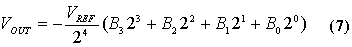 V_OUT = − V_REF / 2^4 (B_3 2^3 + B_2 2^2 + B_1 2^1 + B_0 2^0) (7)